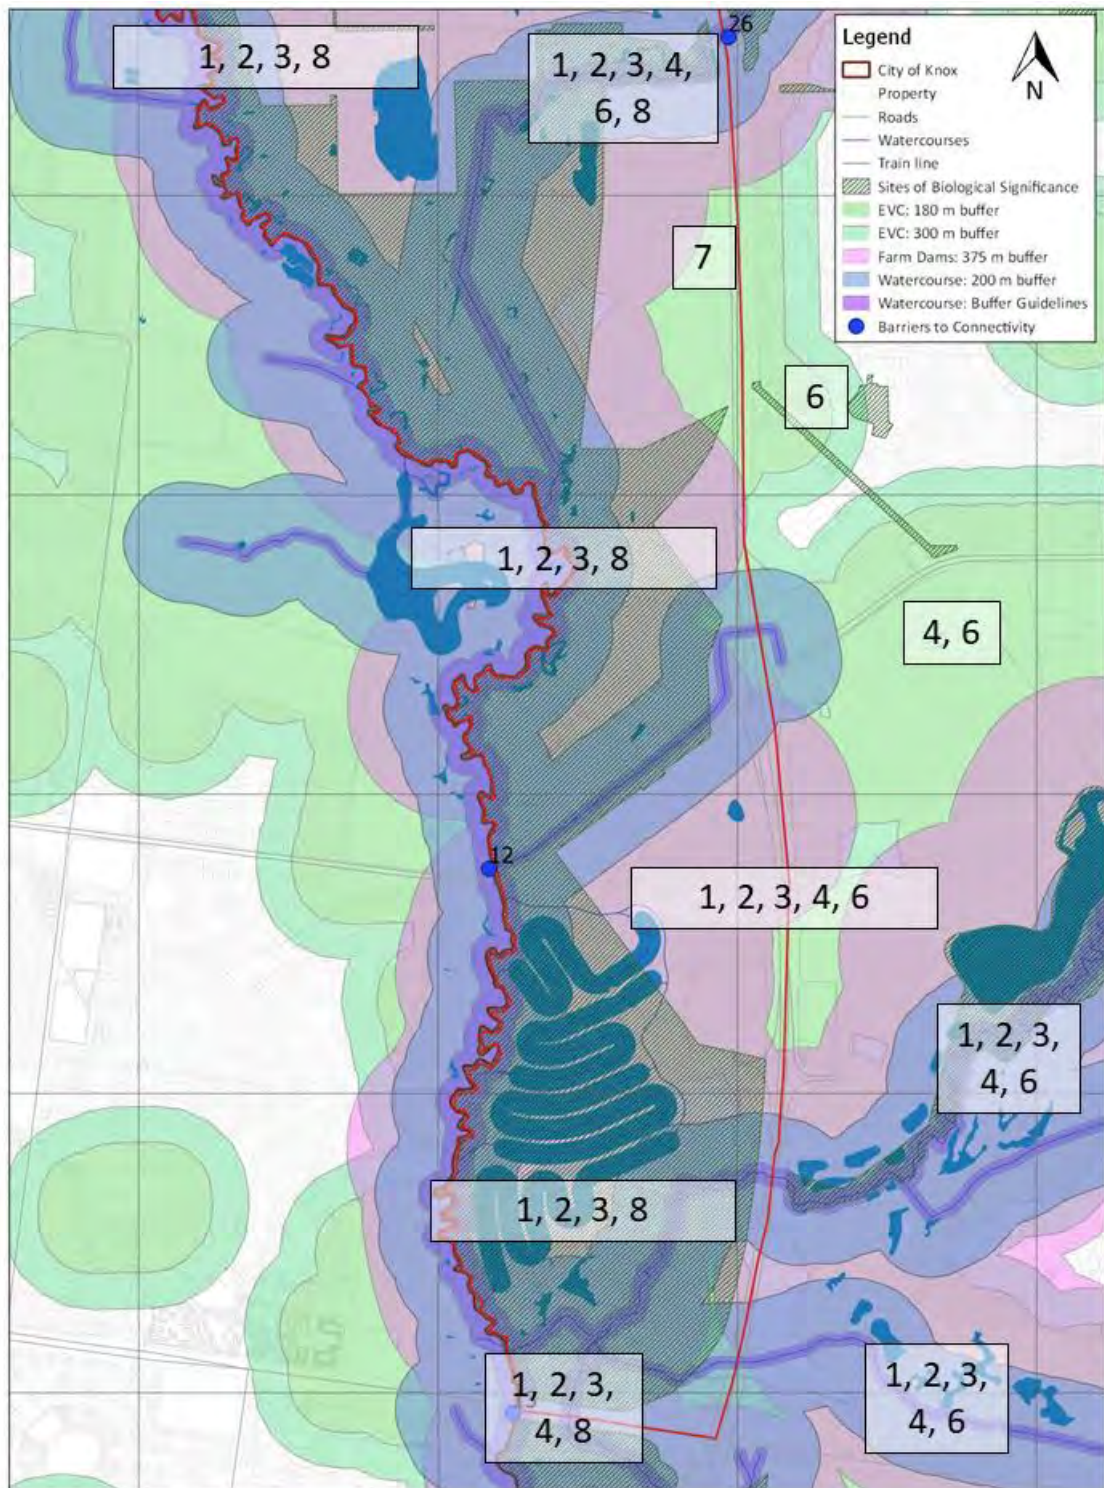 1, 2, 3, 8
1, 2, 3, 4,
6, 8
26
Legend
City of Knox
Property
Roads
Watercourses
Train line
Sites of Biological Significance
EVC: 180 m buffer
EVC: 300 m buffer
Farm Dams: 375 m buffer
Watercourse: 200 m buffer
Watercourse: Buffer Guidelines
Barriers to Connectivity
N
7
6
1, 2, 3, 8
4, 6
12
1, 2, 3, 4, 6
1, 2, 3,
4, 6
1, 2, 3, 8
1, 2, 3,
4, 8
1, 2, 3,
4, 6